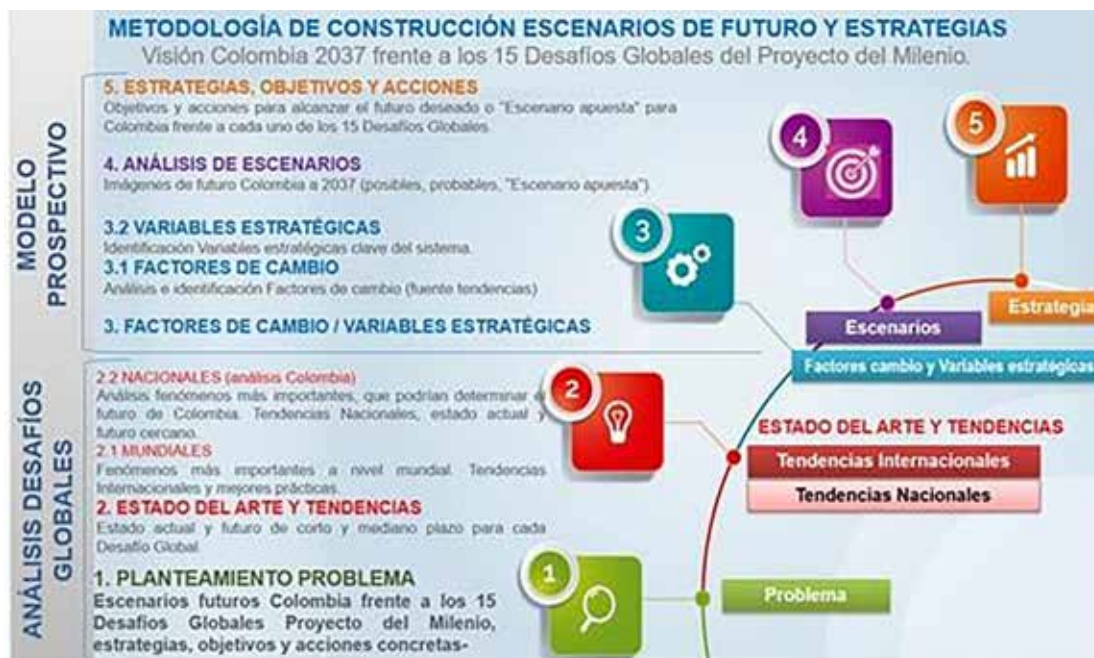 METODOLOGÍA DE CONSTRUCCIÓN ESCENARIOS DE FUTURO Y ESTRATEGIAS
Visión Colombia 2037 frente a los 15 Desafíos Globales del Proyecto del Milenio.
MODELO
PROSPECTIVO
5. ESTRATEGIAS, OBJETIVOS Y ACCIONES
Objetivos y acciones para alcanzar el futuro deseado o "Escenario apuesta" para
Colombia frente a cada uno de los 15 Desafíos Globales.
4. ANÁLISIS DE ESCENARIOS
Imágenes de futuro Colombia a 2037 (posibles, probables, "Escenario apuesta")
3.2 VARIABLES ESTRATÉGICAS
Identificación Variables estratégicas clave del sistema.
3.1 FACTORES DE CAMBIO
Análisis e identificación Factores de cambio (fuente tendencias)
3. FACTORES DE CAMBIO / VARIABLES ESTRATÉGICAS
ANÁLISIS DESAFÍOS
GLOBALES
2.2 NACIONALES (análisis Colombia)
Análisis fenómenos más importantes, que podrían determinar el
futuro de Colombia. Tendencias Nacionales, estado actual y
futuro cercano.
2.1 MUNDIALES
Fenómenos más importantes a nivel mundial. Tendencias
Internacionales y mejores prácticas.
2. ESTADO DEL ARTE Y TENDENCIAS
Estado actual y futuro de corto y mediano plazo para cada
Desafío Global.
1. PLANTEAMIENTO PROBLEMA
Escenarios futuros Colombia frente a los 15
Desafíos Globales Proyecto del Milenio,
estrategias, objetivos y acciones concretas-
5
4
3
2
1
Estrategia
Escenarios
Factores cambio y Variables estratégicas
ESTADO DEL ARTE Y TENDENCIAS
Tendencias Internacionales
Tendencias Nacionales
Problema